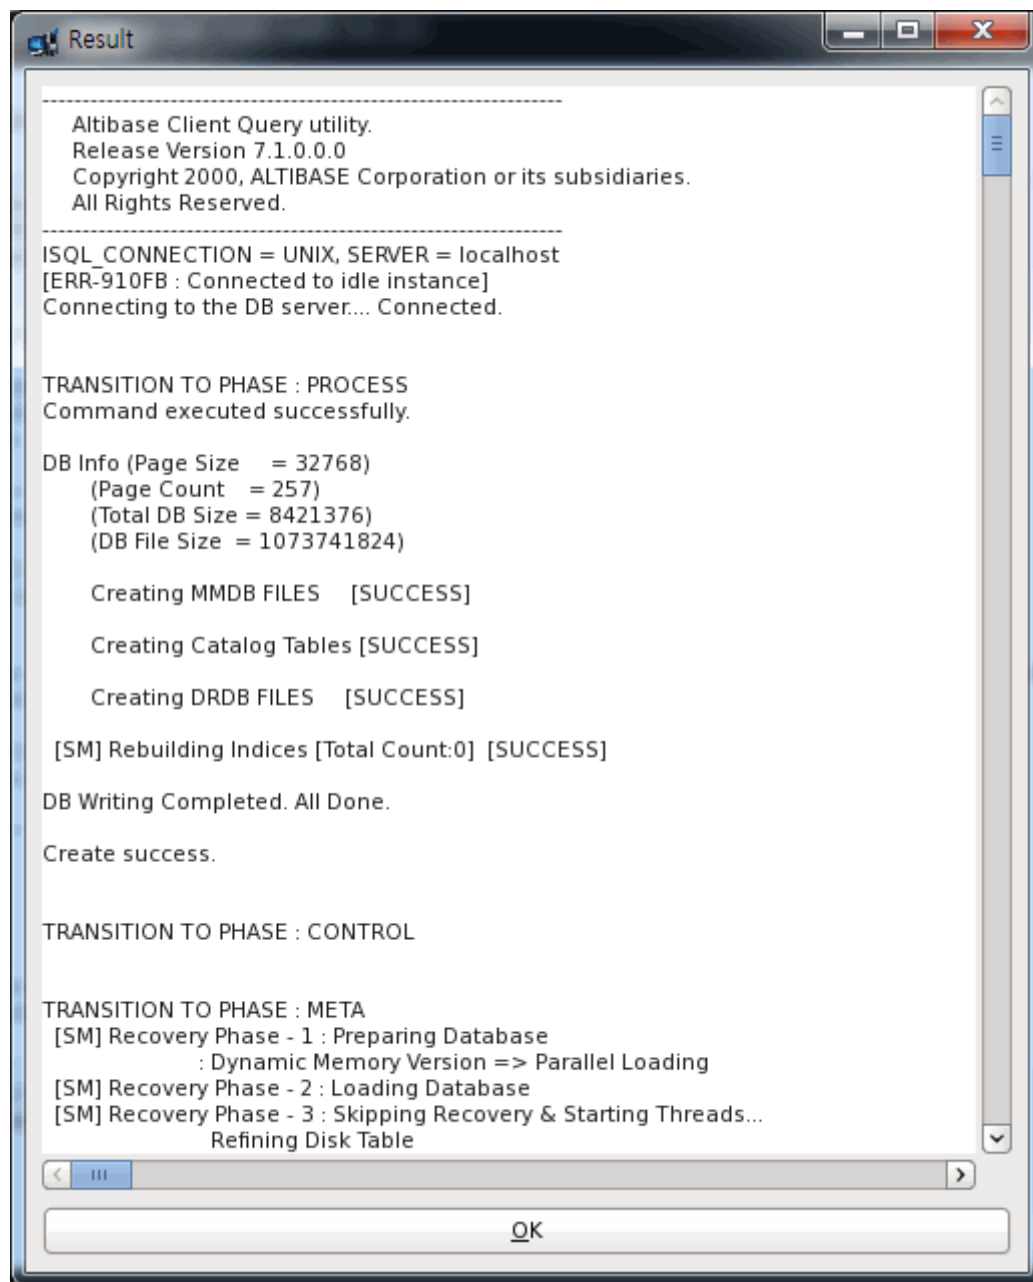 Result
-----------------------------------------------------------------
Altibase Client Query utility.
Release Version 7.1.0.0.0
Copyright 2000, ALTIBASE Corporation or its subsidiaries.
All Rights Reserved.
-----------------------------------------------------------------
ISQL_CONNECTION = UNIX, SERVER = localhost
[ERR-910FB : Connected to idle instance]
Connecting to the DB server.... Connected.
TRANSITION TO PHASE : PROCESS
Command executed successfully.
DB Info (Page Size = 32768)
(Page Count = 257)
(Total DB Size = 8421376)
(DB File Size = 1073741824)
Creating MMDB FILES [SUCCESS]
Creating Catalog Tables [SUCCESS]
Creating DRDB FILES [SUCCESS]
[SM] Rebuilding Indices [Total Count:0] [SUCCESS]
DB Writing Completed. All Done.
Create success.
TRANSITION TO PHASE : CONTROL
TRANSITION TO PHASE : META
[SM] Recovery Phase - 1 : Preparing Database
: Dynamic Memory Version => Parallel Loading
[SM] Recovery Phase - 2 : Loading Database
[SM] Recovery Phase - 3 : Skipping Recovery & Starting Threads...
Refining Disk Table
OK